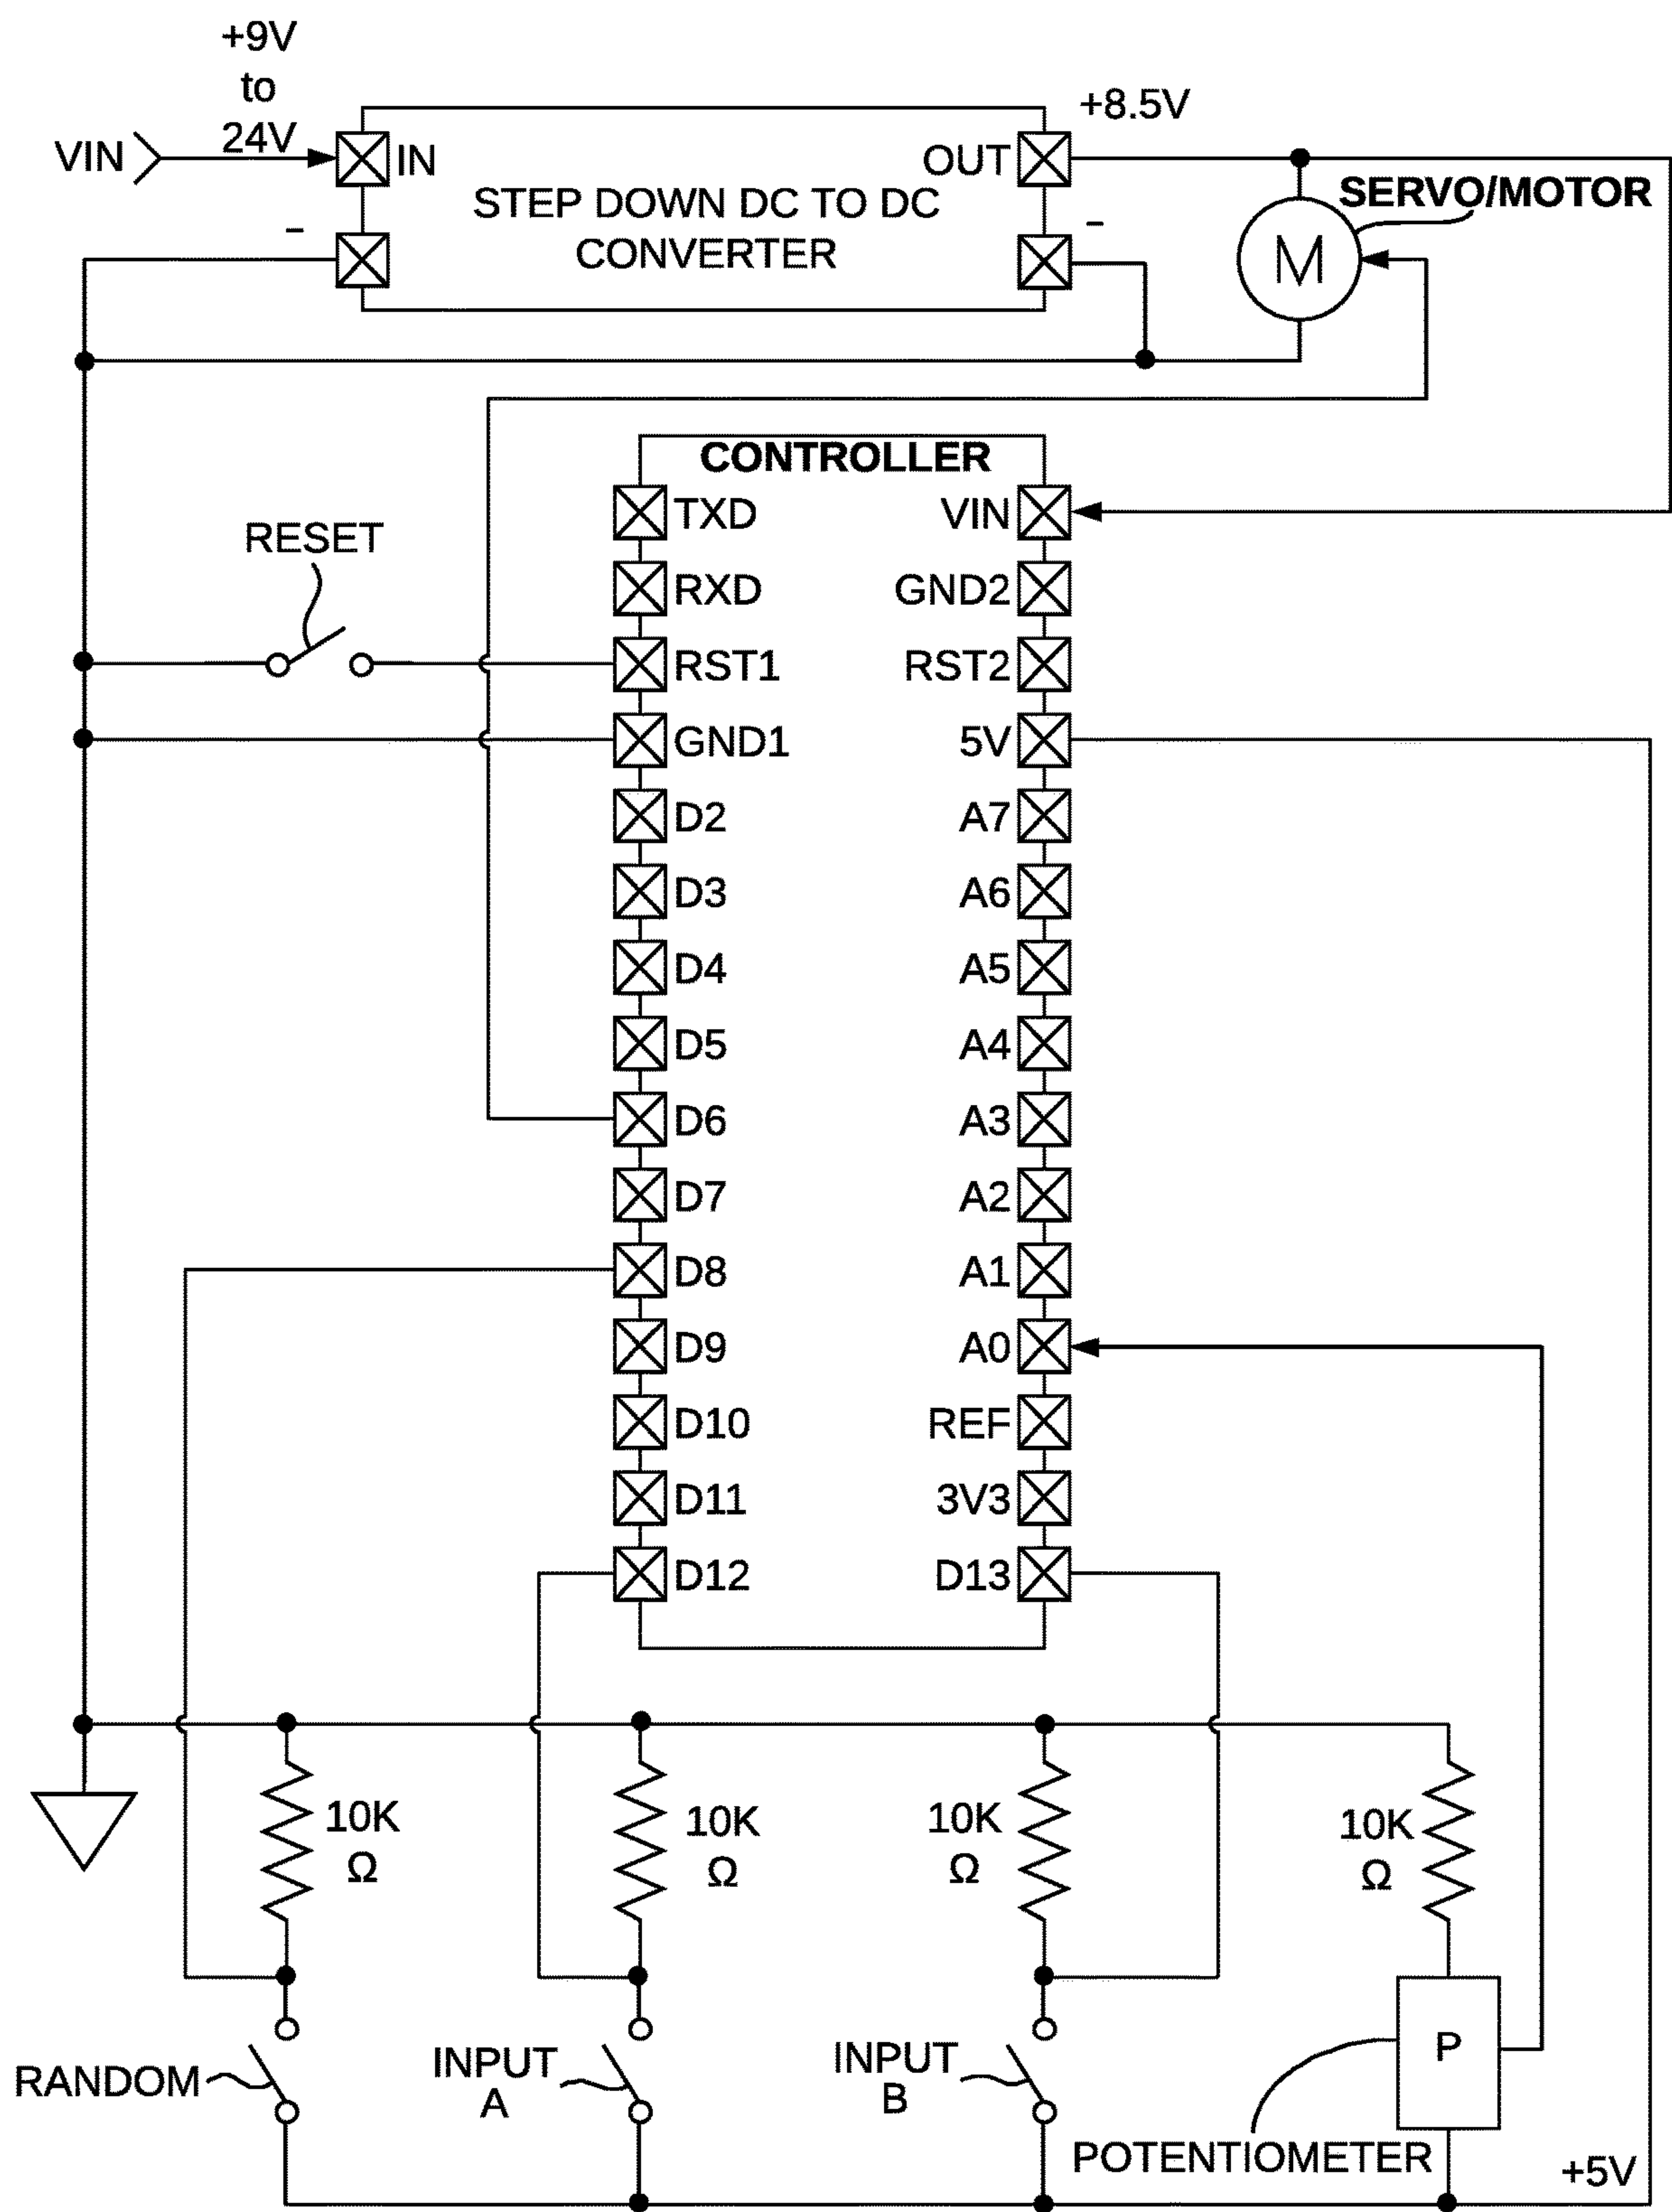 +9V
to
24V
VIN
IN
-
STEP DOWN DC TO DC
CONVERTER
OUT
+8.5V
-
SERVO/MOTOR
M
CONTROLLER
RESET
TXD
RXD
RST1
GND1
D2
D3
D4
D5
D6
D7
D8
D9
D10
D11
D12
VIN
GND2
RST2
5V
A7
A6
A5
A4
A3
A2
A1
A0
REF
3V3
D13
10K
Ω
10K
Ω
10K
Ω
10K
Ω
RANDOM
INPUT
A
INPUT
B
P
POTENTIOMETER
+5V